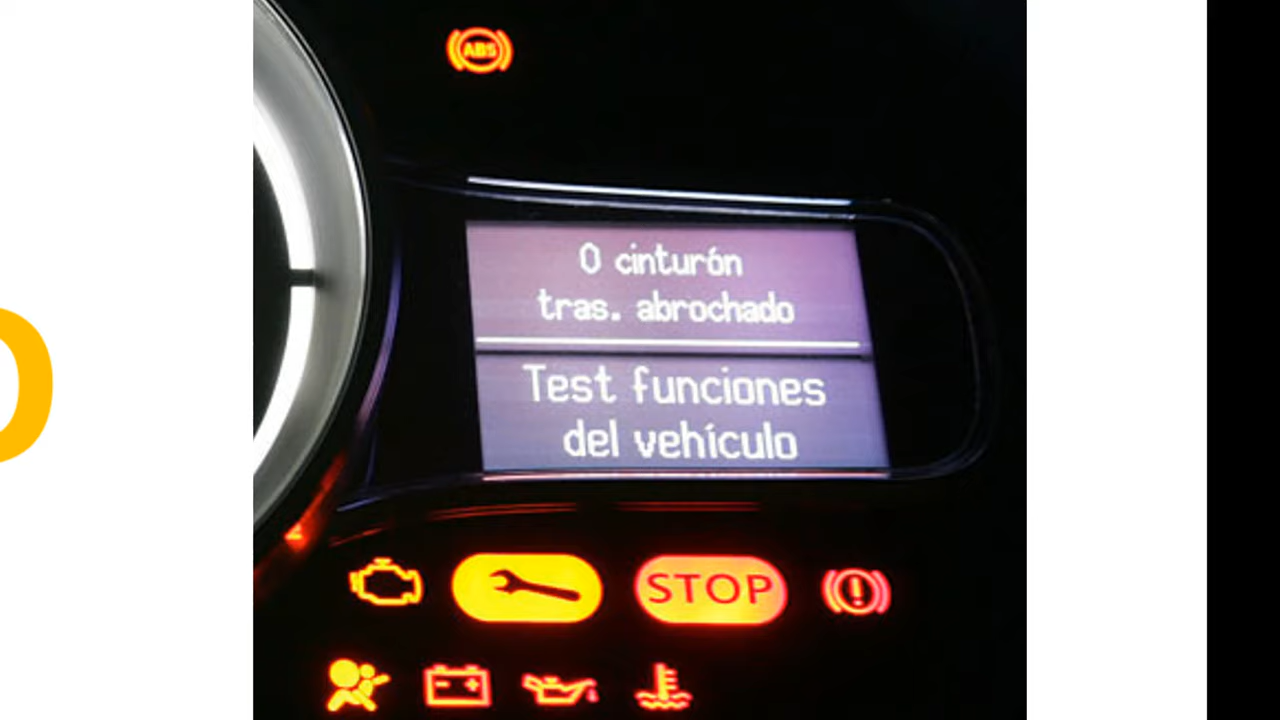 ABS
0 cinturón
tras. abrochado
Test funciones
del vehículo
STOP